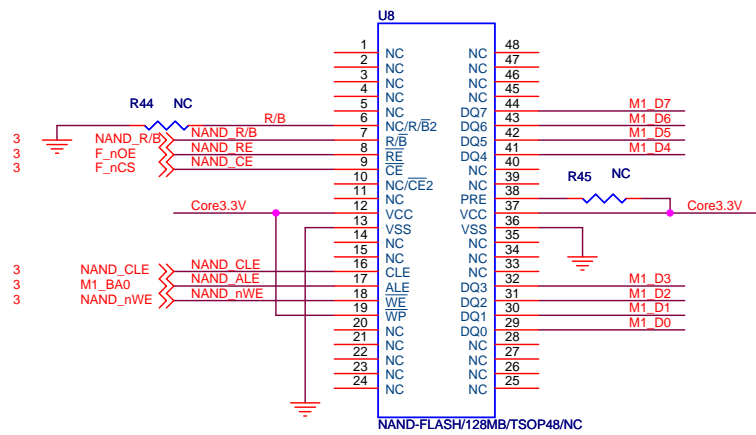 U8
1 NC NC 48
2 NC NC 47
3 NC NC 46
4 NC NC 45
R44 NC
5 NC DQ7 44 M1_D7
R/B 6 NC/R/B2 DQ6 43 M1_D6
3 NAND_R/B NAND_R/B 7 R/B DQ5 42 M1_D5
3 F_nOE NAND_RE 8 RE DQ4 41 M1_D4
3 F_nCS NAND_CE 9 CE NC 40
10 NC/CE2 NC 39
R45 NC
11 NC PRE 38
Core3.3V 12 VCC VCC 37 Core3.3V
13 VSS VSS 36
14 NC NC 35
15 NC NC 34
3 NAND_CLE NAND_CLE 16 CLE NC 33
3 M1_BA0 NAND_ALE 17 ALE DQ3 32 M1_D3
3 NAND_nWE NAND_nWE 18 WE DQ2 31 M1_D2
19 WP DQ1 30 M1_D1
20 NC DQ0 29 M1_D0
21 NC NC 28
22 NC NC 27
23 NC NC 26
24 NC NC 25
NAND-FLASH/128MB/TSOP48/NC